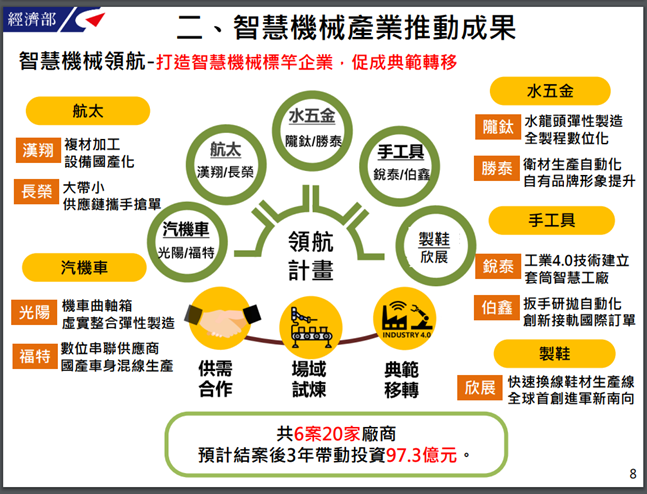 經濟部
二、智慧機械產業推動成果
智慧機械領航-打造智慧機械標竿企業，促成典範轉移
航太
漢翔
複材加工
設備國產化
長榮
大帶小
供應鏈攜手搶單
汽機車
光陽
機車曲軸箱
虛實整合彈性製造
福特
數位串聯供應商
國產車身混線生產
水五金
隴鈦/勝泰
航太
漢翔/長榮
手工具
銳泰/伯鑫
汽機車
光陽/福特
製鞋
欣展
領航
計畫
INDUSTRY 4.0
供需
合作
場域
試煉
典範
移轉
水五金
隴鈦
水龍頭彈性製造
全製程數位化
勝泰
衛材生產自動化
自有品牌形象提升
手工具
銳泰
工業4.0技術建立
套筒智慧工廠
伯鑫
扳手研拋自動化
創新接軌國際訂單
製鞋
欣展
快速換線鞋材生產線
全球首創進軍新南向
共6案20家廠商
預計結案後3年帶動投資97.3億元。
8